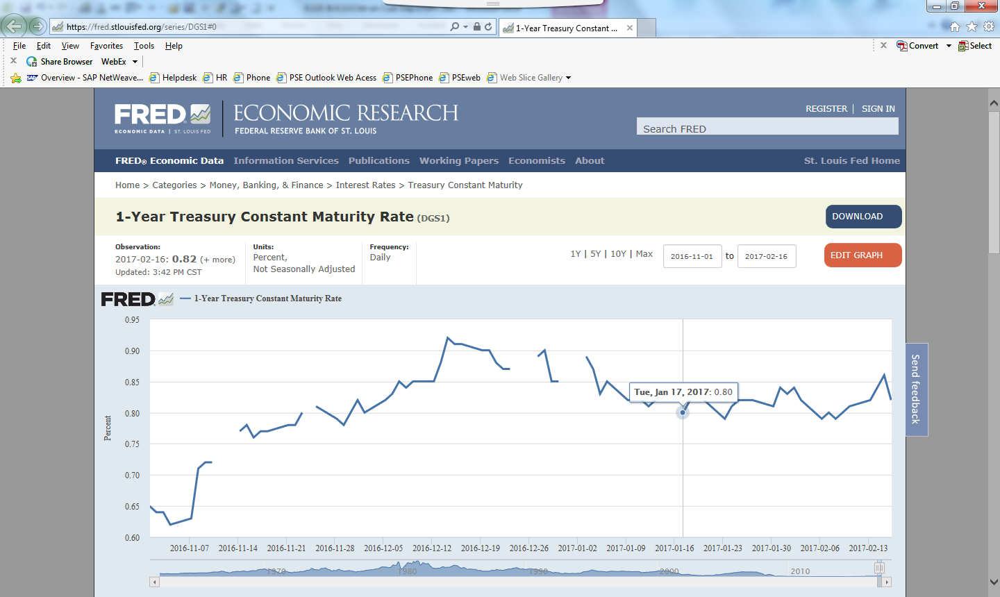 https://fred.stlouisfed.org/series/DGS1#0
1-Year Treasury Constant ...
File Edit View Favorites Tools Help
Convert Select
Share Browser WebEx
Overview - SAP NetWeave... Helpdesk HR Phone PSE Outlook Web Acess PSEPhone PSEweb Web Slice Gallery
FRED ECONOMIC RESEARCH
ECONOMIC DATA | ST. LOUIS FED FEDERAL RESERVE BANK OF ST. LOUIS
REGISTER | SIGN IN
Search FRED
FRED® Economic Data Information Services Publications Working Papers Economists About St. Louis Fed Home
Home > Categories > Money, Banking, & Finance > Interest Rates > Treasury Constant Maturity
1-Year Treasury Constant Maturity Rate (DGS1)
DOWNLOAD
Observation:
2017-02-16: 0.82 (+ more)
Updated: 3:42 PM CST
Units:
Percent,
Not Seasonally Adjusted
Frequency:
Daily
1Y | 5Y | 10Y | Max 2016-11-01 to 2017-02-16
EDIT GRAPH
FRED 1-Year Treasury Constant Maturity Rate
0.95
0.90
0.85
0.80
0.75
0.70
0.65
0.60
Percent
Tue, Jan 17, 2017: 0.80
2016-11-07 2016-11-14 2016-11-21 2016-11-28 2016-12-05 2016-12-12 2016-12-19 2016-12-26 2017-01-02 2017-01-09 2017-01-16 2017-01-23 2017-01-30 2017-02-06 2017-02-13
1970 1980 1990 2000 2010
Send feedback